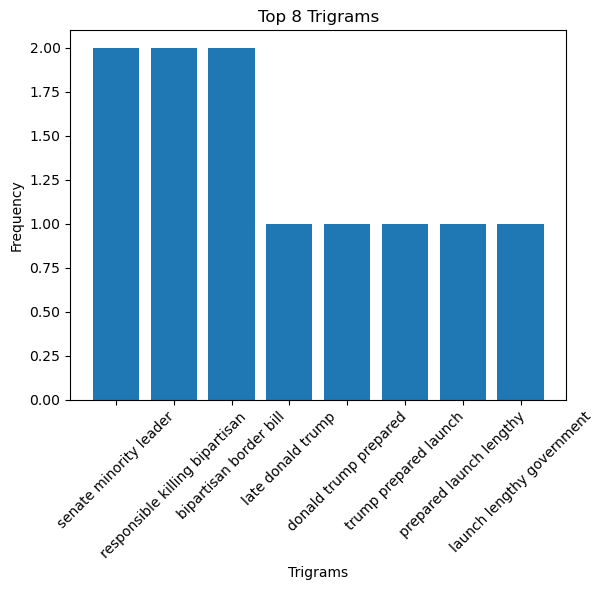 Top 8 Trigrams
2.00
1.75
1.50
1.25
1.00
0.75
0.50
0.25
0.00
Frequency
senate minority leader
responsible killing bipartisan
bipartisan border bill
late donald trump
donald trump prepared
trump prepared launch
prepared launch lengthy
launch lengthy government
Trigrams